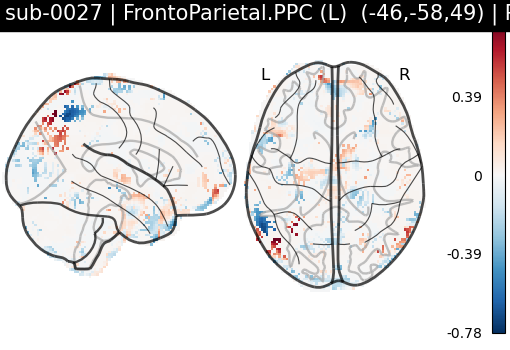 sub-0027 | FrontoParietal.PPC (L)  (-46,-58,49) |
L
R
0.39
0
-0.39
-0.78